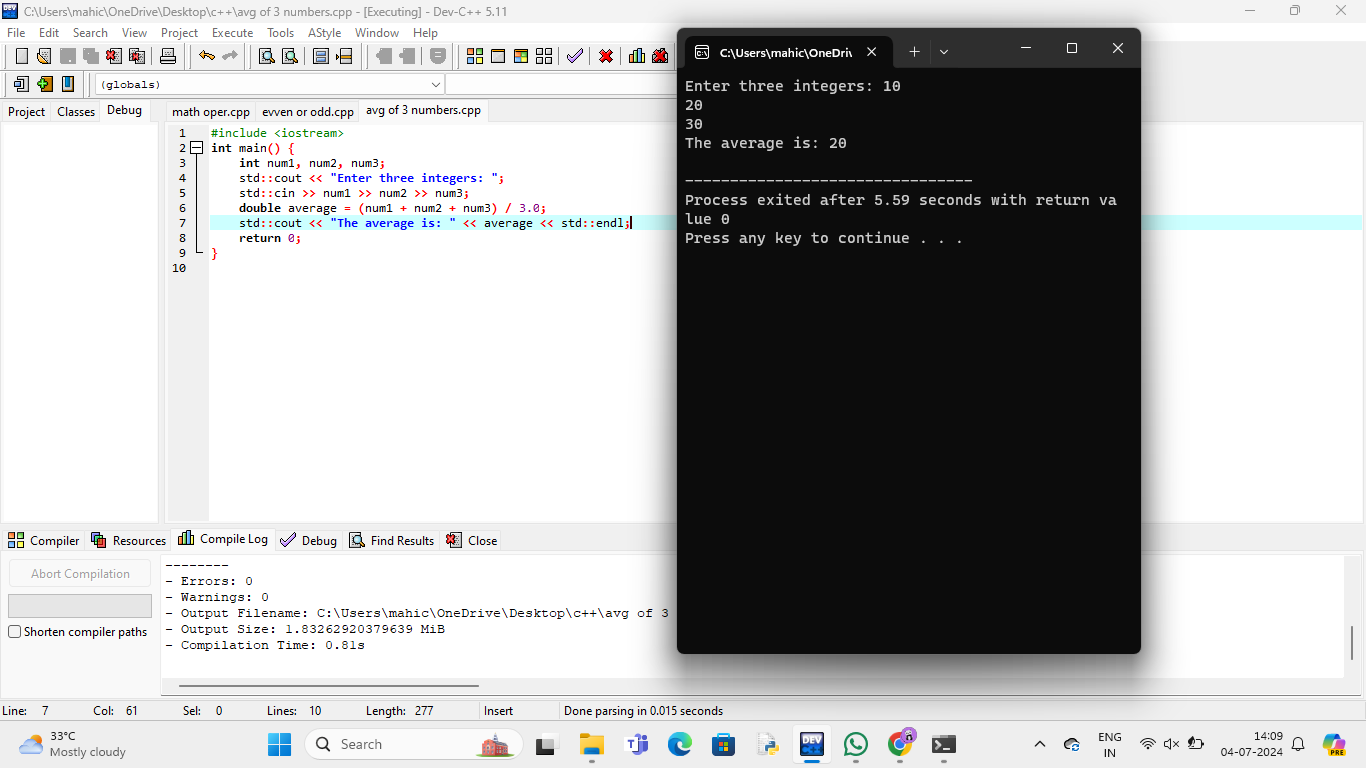 C:\Users\mahic\OneDrive\Desktop\c++\avg of 3 numbers.cpp - [Executing] - Dev-C++ 5.11
File Edit Search View Project Execute Tools AStyle Window Help
(globals)
Project Classes Debug
math oper.cpp evven or odd.cpp avg of 3 numbers.cpp
1 #include <iostream>
2 int main() {
3 int num1, num2, num3;
4 std::cout << "Enter three integers: ";
5 std::cin >> num1 >> num2 >> num3;
6 double average = (num1 + num2 + num3) / 3.0;
7 std::cout << "The average is: " << average << std::endl;
8 return 0;
9 }
10
C:\Users\mahic\OneDri
Enter three integers: 10
20
30
The average is: 20
--------------------------------
Process exited after 5.59 seconds with return va
lue 0
Press any key to continue . . .
Compiler Resources Compile Log Debug Find Results Close
Abort Compilation
Shorten compiler paths
--------
- Errors: 0
- Warnings: 0
- Output Filename: C:\Users\mahic\OneDrive\Desktop\c++\avg of 3
- Output Size: 1.83262920379639 MiB
- Compilation Time: 0.81s
Line: 7 Col: 61 Sel: 0 Lines: 10 Length: 277 Insert Done parsing in 0.015 seconds
33°C
Mostly cloudy
Search
DEV
ENG
IN
14:09
04-07-2024
PRE